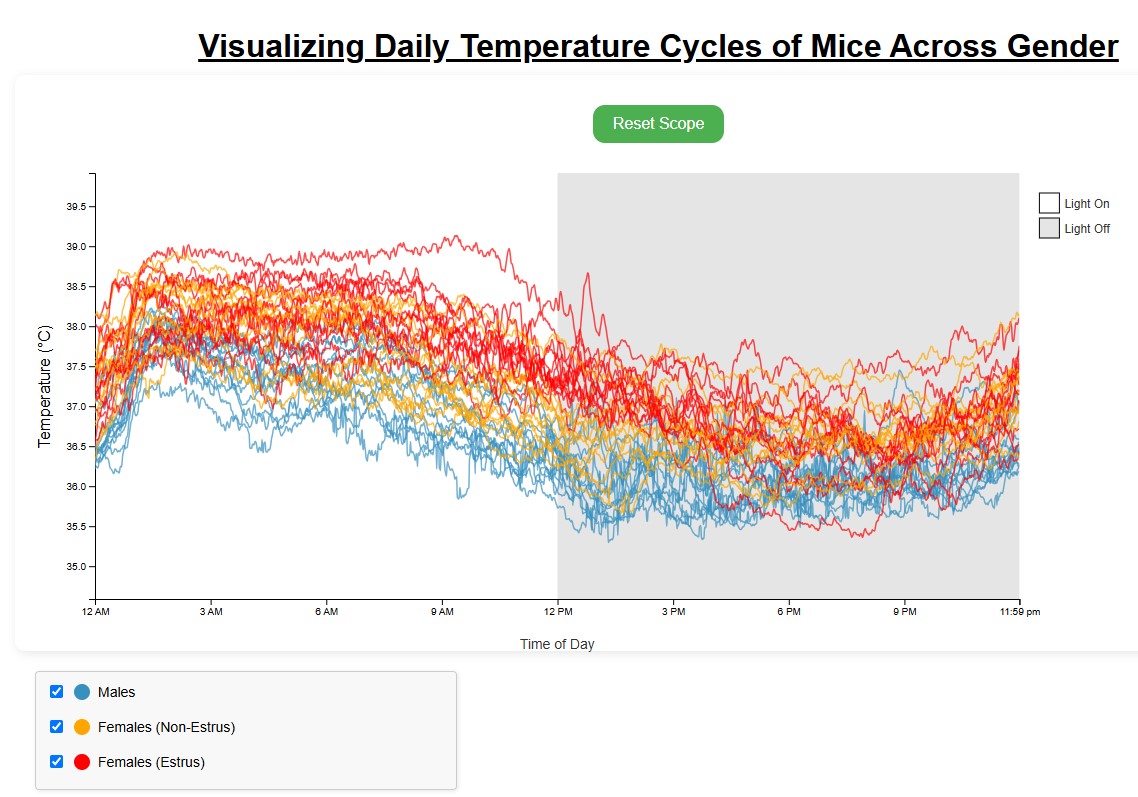 Visualizing Daily Temperature Cycles of Mice Across Gender
Reset Scope
39.5
39.0
38.5
38.0
37.5
37.0
36.5
36.0
35.5
35.0
Temperature (°C)
12 AM 3 AM 6 AM 9 AM 12 PM 3 PM 6 PM 9 PM 11:59 pm
Time of Day
Light On
Light Off
Males
Females (Non-Estrus)
Females (Estrus)